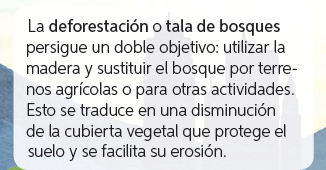 La deforestación o tala de bosques
persigue un doble objetivo: utilizar la
madera y sustituir el bosque por terre-
nos agrícolas o para otras actividades.
Esto se traduce en una disminución
de la cubierta vegetal que protege el
suelo y se facilita su erosión.